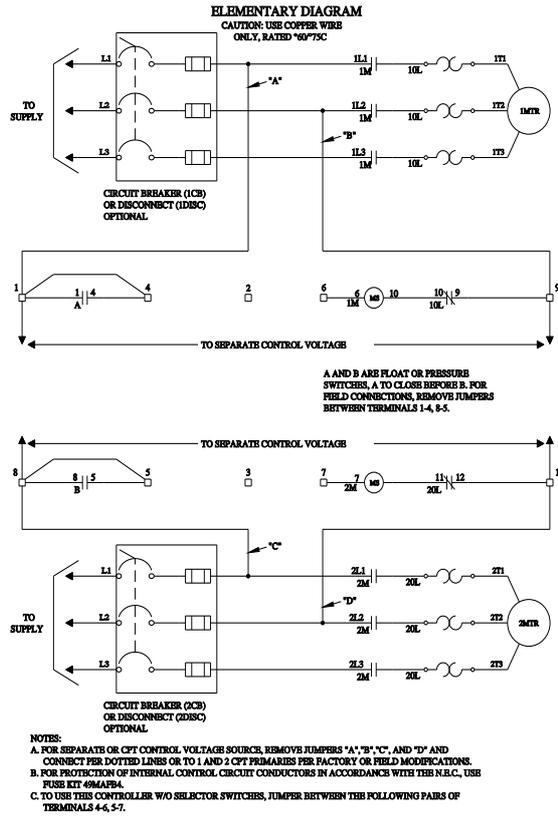 ELEMENTARY DIAGRAM
CAUTION: USE COPPER WIRE
ONLY, RATED °60/°75C
L1
1L1
1M
10L
1T1
"A"
TO
SUPPLY
L2
1L2
1M
10L
1T2
1MTR
"B"
L3
1L3
1M
10L
1T3
CIRCUIT BREAKER (1CB)
OR DISCONNECT (1DISC)
OPTIONAL
1
1
4
A
4
2
6
6
1M
MS
10
10
9
10L
9
TO SEPARATE CONTROL VOLTAGE
A AND B ARE FLOAT OR PRESSURE
SWITCHES, A TO CLOSE BEFORE B. FOR
FIELD CONNECTIONS, REMOVE JUMPERS
BETWEEN TERMINALS 1-4, 8-5.
TO SEPARATE CONTROL VOLTAGE
8
8
5
B
5
3
7
7
2M
MS
11
12
20L
"C"
L1
2L1
2M
20L
2T1
"D"
TO
SUPPLY
L2
2L2
2M
20L
2T2
2MTR
L3
2L3
2M
20L
2T3
CIRCUIT BREAKER (2CB)
OR DISCONNECT (2DISC)
OPTIONAL
NOTES:
A. FOR SEPARATE OR CPT CONTROL VOLTAGE SOURCE, REMOVE JUMPERS "A","B","C", AND "D" AND
CONNECT PER DOTTED LINES OR TO 1 AND 2 CPT PRIMARIES PER FACTORY OR FIELD MODIFICATIONS.
B. FOR PROTECTION OF INTERNAL CONTROL CIRCUIT CONDUCTORS IN ACCORDANCE WITH THE N.E.C., USE
FUSE KIT 49MAFB4.
C. TO USE THIS CONTROLLER W/O SELECTOR SWITCHES, JUMPER BETWEEN THE FOLLOWING PAIRS OF
TERMINALS 4-6, 5-7.